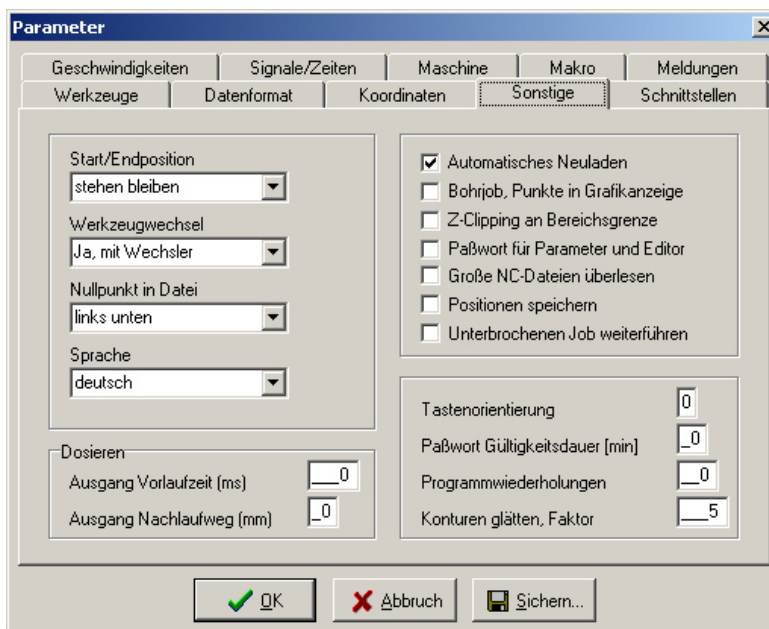 Parameter
Geschwindigkeiten
Signale/Zeiten
Maschine
Makro
Meldungen
Werkzeuge
Datenformat
Koordinaten
Sonstige
Schnittstellen
Start/Endposition
stehen bleiben
Werkzeugwechsel
Ja, mit Wechsler
Nullpunkt in Datei
links unten
Sprache
deutsch
Dosieren
Ausgang Vorlaufzeit (ms)
___0
Ausgang Nachlaufweg (mm)
_0
Automatisches Neuladen
Bohrjob, Punkte in Grafikanzeige
Z-Clipping an Bereichsgrenze
Paßwort für Parameter und Editor
Große NC-Dateien überlesen
Positionen speichern
Unterbrochenen Job weiterführen
Tastenorientierung
0
Paßwort Gültigkeitsdauer [min]
_0
Programmwiederholungen
__0
Konturen glätten, Faktor
___5
OK
Abbruch
Sichern...